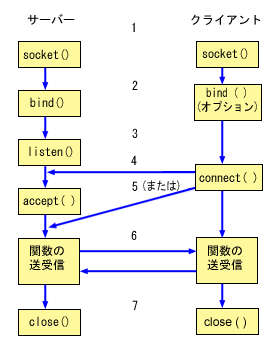 サーバー
1
クライアント
socket()
socket()
2
bind()
bind ( )
(オプション)
3
listen()
4
connect( )
5 (または)
accept( )
6
関数の
送受信
関数の
送受信
7
close()
close ( )